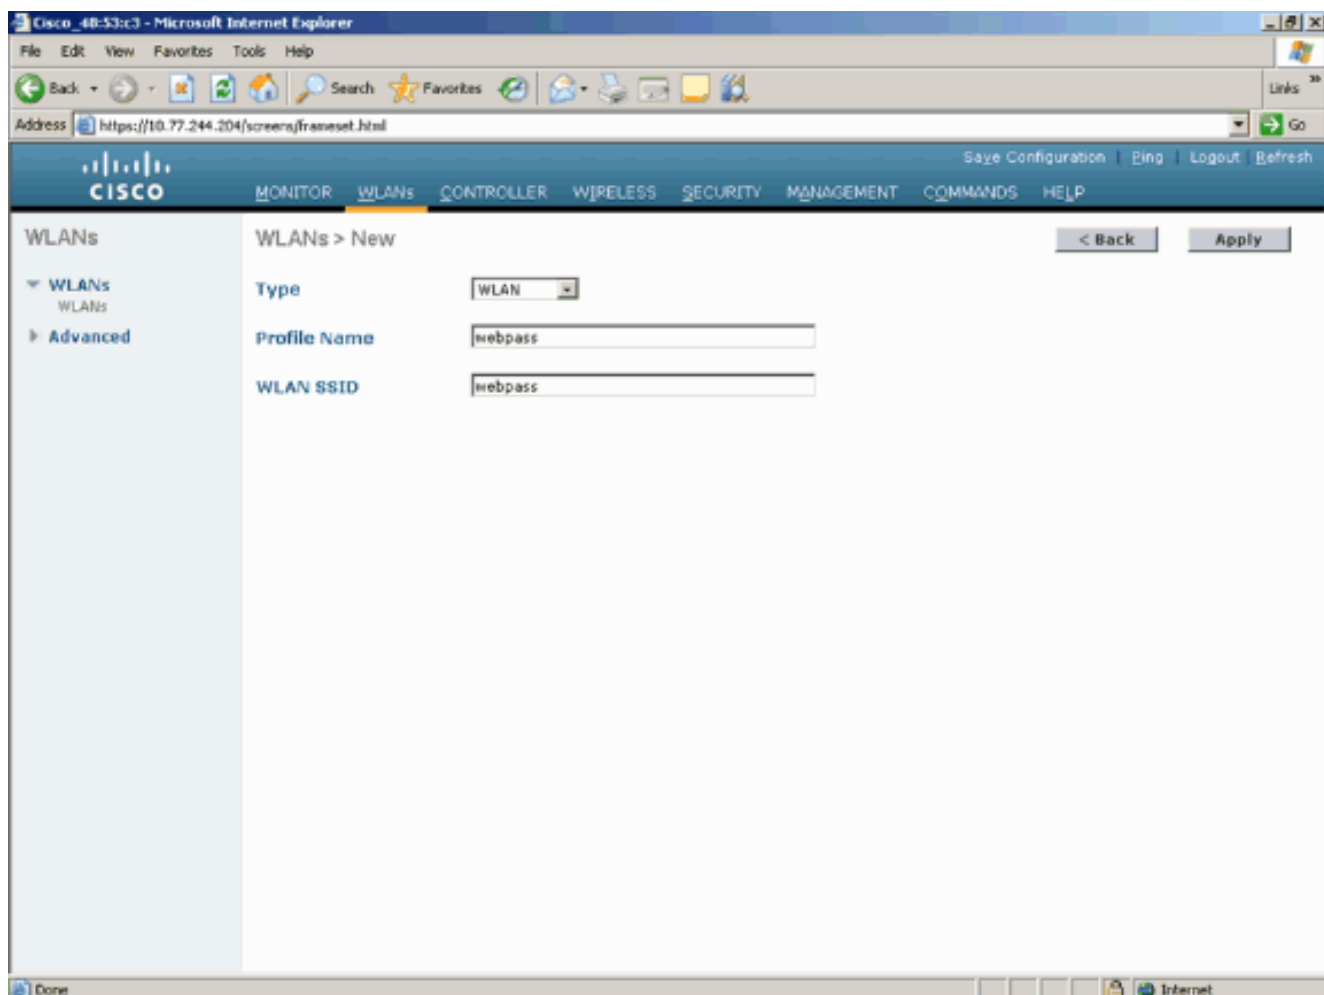 Cisco_48:53:c3 - Microsoft Internet Explorer
File Edit View Favorites Tools Help
Back Search Favorites Links
Address https://10.77.244.204/screens/frameset.html Go
Save Configuration | Ping | Logout | Refresh
CISCO MONITOR WLANs CONTROLLER WIRELESS SECURITY MANAGEMENT COMMANDS HELP
WLANs
WLANs
WLANs
Advanced
WLANs > New < Back Apply
Type WLAN
Profile Name webpass
WLAN SSID webpass
Done Internet